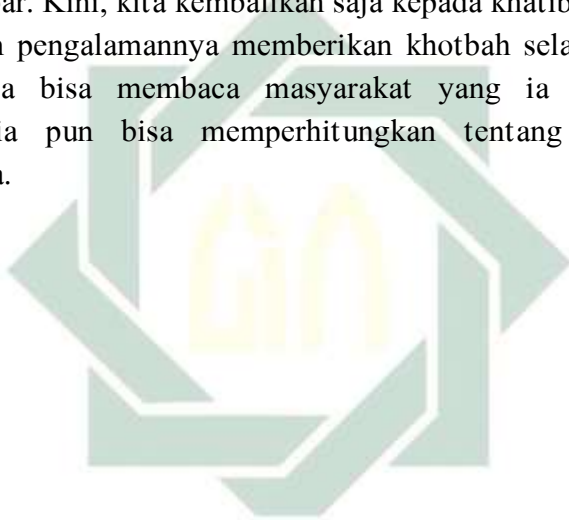 ar. Kini, kita kembalikan saja kepada khatib
pengalamannya memberikan khotbah sela
a bisa membaca masyarakat yang ia
ia pun bisa memperhitungkan tentang